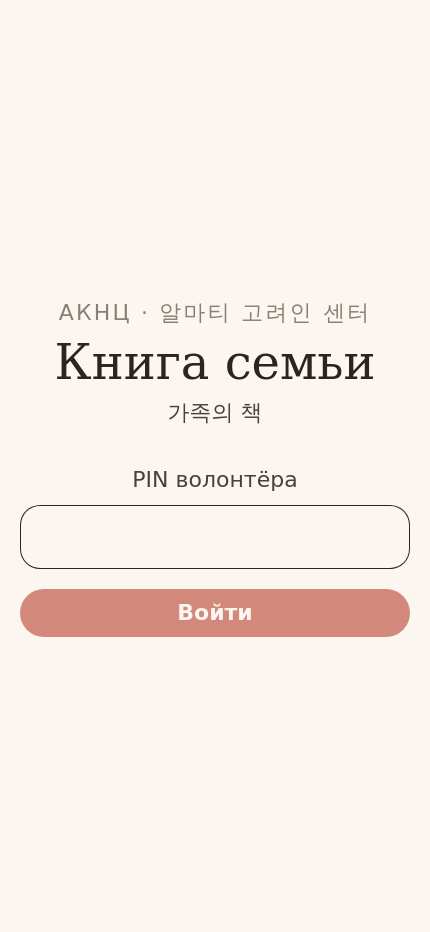 АКНЦ · 알마티 고려인 센터
Книга семьи
가족의 책
PIN волонтёра
Войти